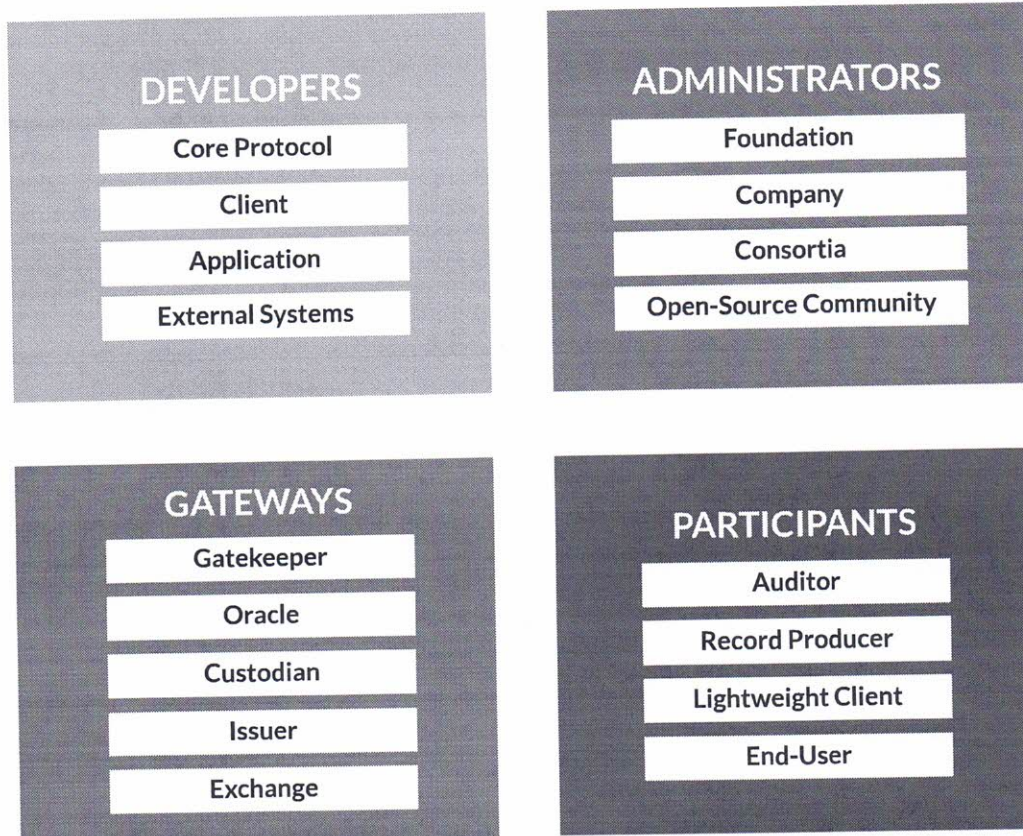 DEVELOPERS
Core Protocol
Client
Application
External Systems
ADMINISTRATORS
Foundation
Company
Consortia
Open-Source Community
GATEWAYS
Gatekeeper
Oracle
Custodian
Issuer
Exchange
PARTICIPANTS
Auditor
Record Producer
Lightweight Client
End-User